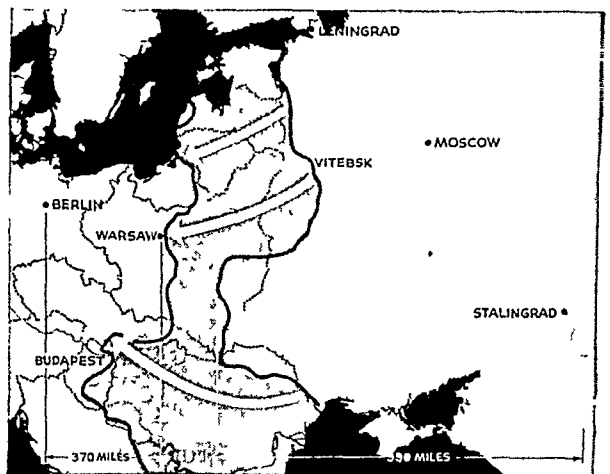 LENINGRAD
MOSCOW
VITEBSK
BERLIN
WARSAW
STALINGRAD
BUDAPEST
370 MILES
MILES